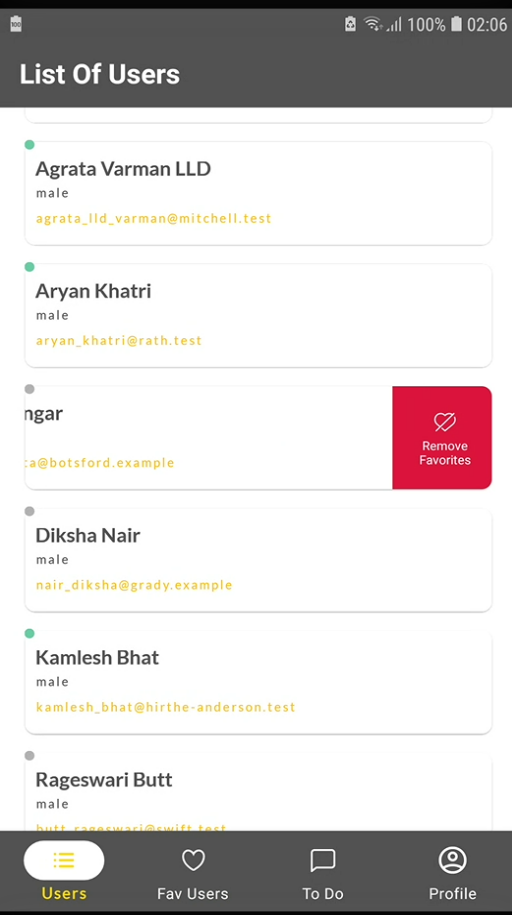 100% 02:06
List Of Users
Agrata Varman LLD
male
agrata_lld_varman@mitchell.test
Aryan Khatri
male
aryan_khatri@rath.test
ngar
ca@botsford.example
Remove
Favorites
Diksha Nair
male
nair_diksha@grady.example
Kamlesh Bhat
male
kamlesh_bhat@hirthe-anderson.test
Rageswari Butt
male
butt_rageswari@swift.test
Users
Fav Users
To Do
Profile